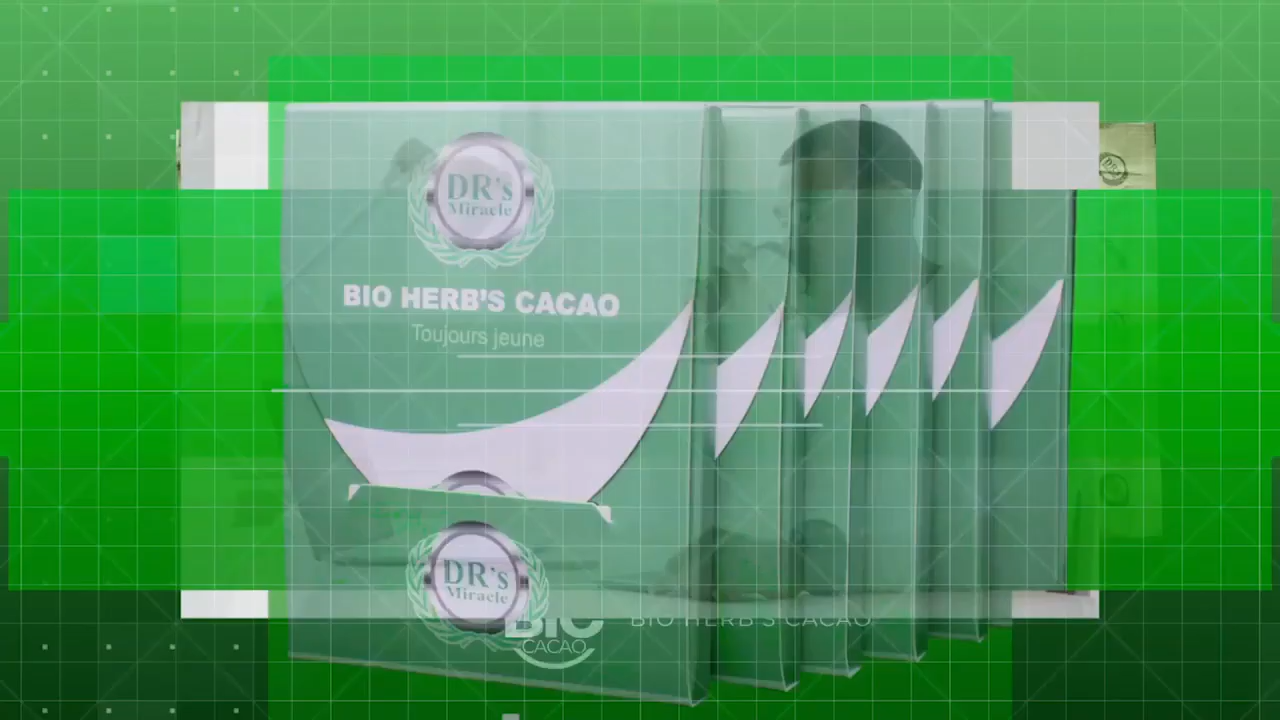 DR's
Miracle
BIO HERB'S CACAO
Toujours jeune
DR's
Miracle
BIO
CACAO
BIO HERB'S CACAO